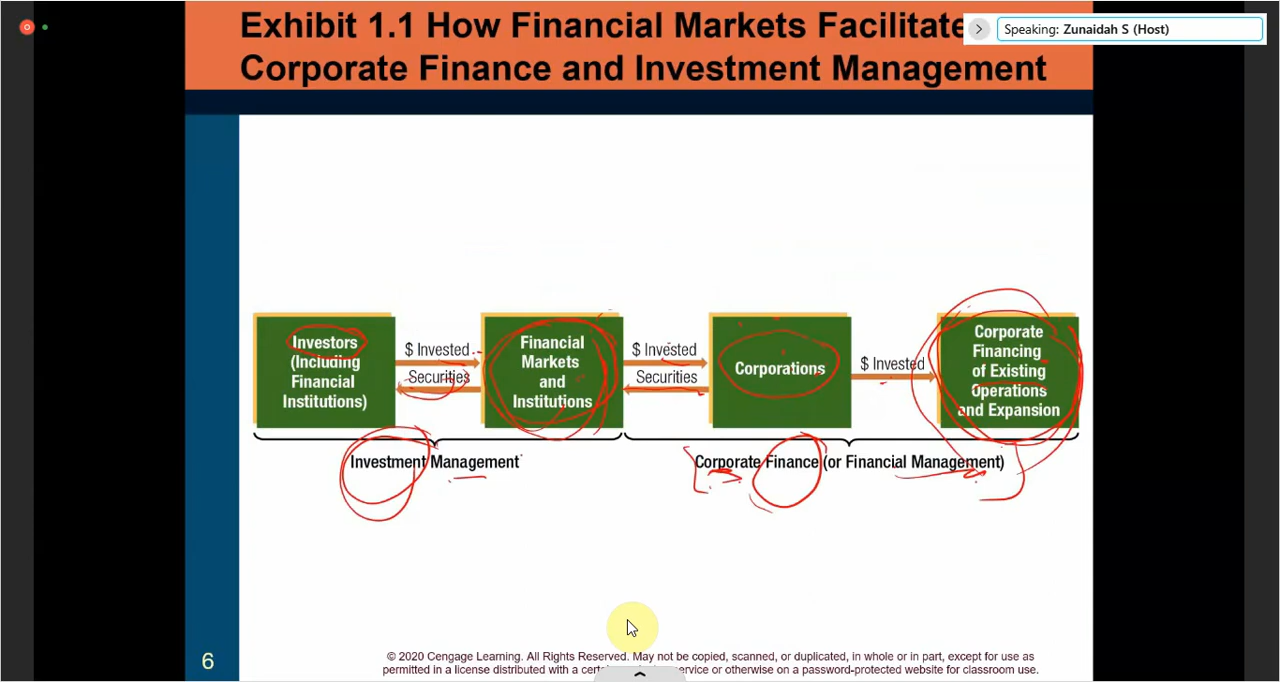 Exhibit 1.1 How Financial Markets Facilitate
Speaking: Zunaidah S (Host)
Corporate Finance and Investment Management
Investors
(Including
Financial
Institutions)
$ Invested
Securities
Financial
Markets
and
Institutions
$ Invested
Securities
Corporations
$ Invested
Corporate
Financing
of Existing
Operations
and Expansion
Investment Management
Corporate Finance (or Financial Management)
6
© 2020 Cengage Learning. All Rights Reserved. May not be copied, scanned, or duplicated, in whole or in part, except for use as
permitted in a license distributed with a certain service or otherwise on a password-protected website for classroom use.